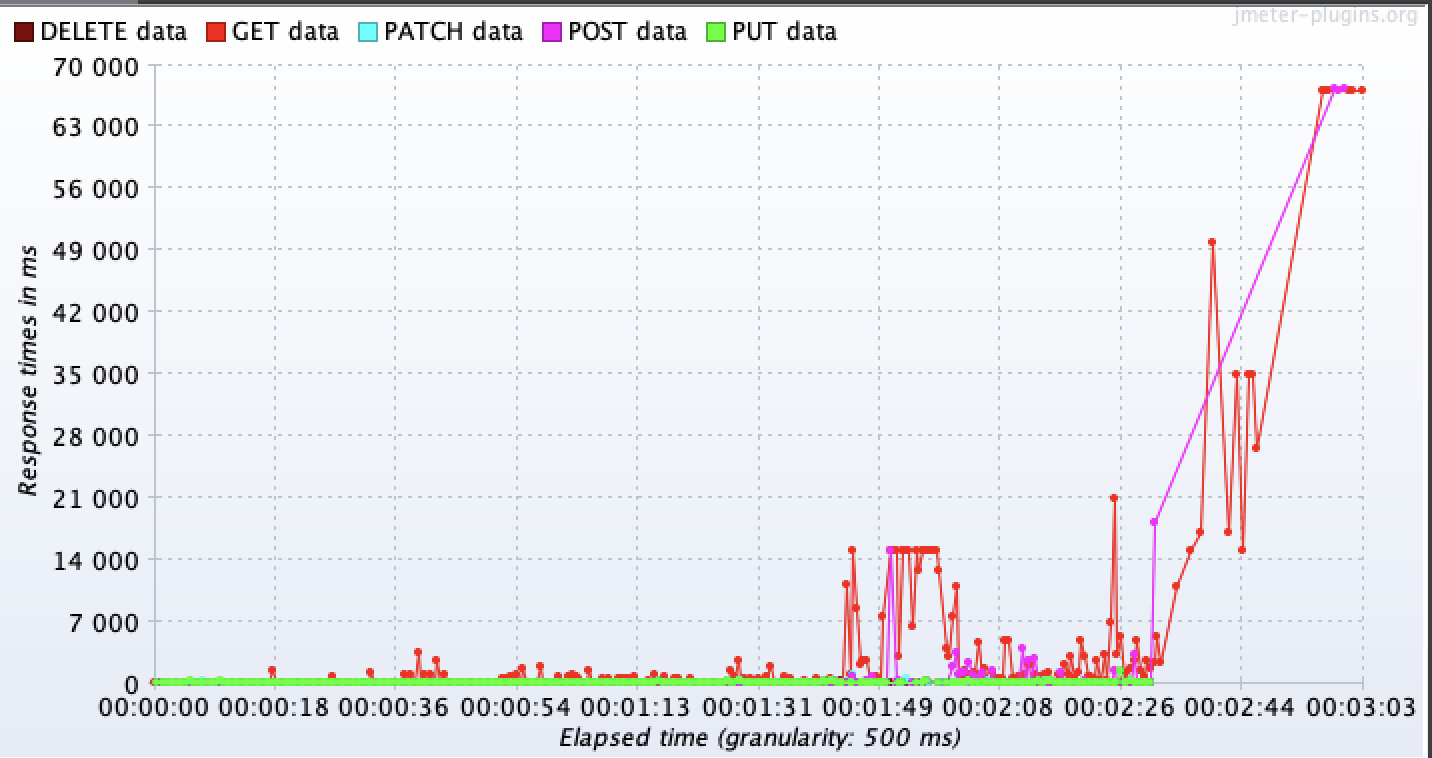 jmeter-plugins.org
DELETE data GET data PATCH data POST data PUT data
70 000
63 000
56 000
49 000
42 000
35 000
28 000
21 000
14 000
7 000
0
Response times in ms
00:00:00 00:00:18 00:00:36 00:00:54 00:01:13 00:01:31 00:01:49 00:02:08 00:02:26 00:02:44 00:03:03
Elapsed time (granularity: 500 ms)